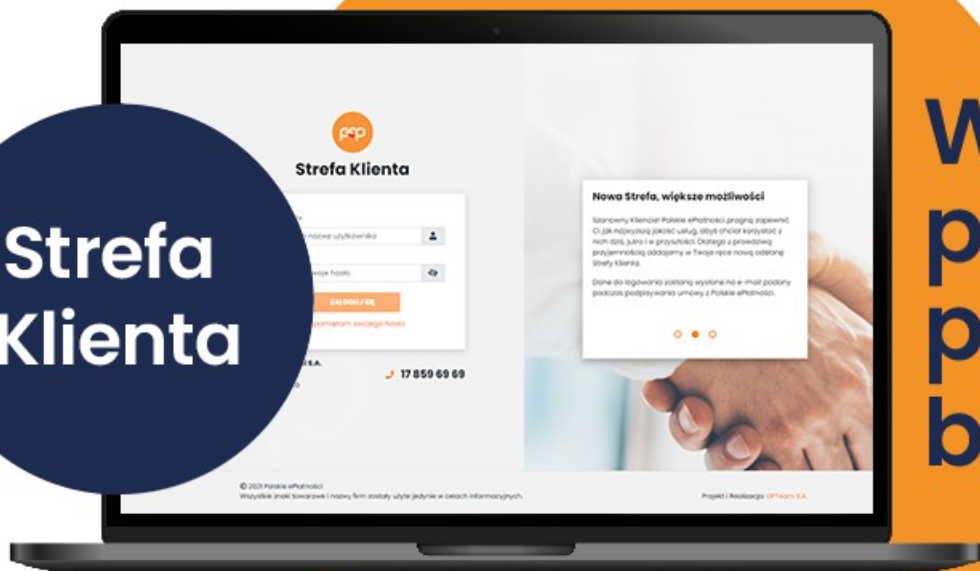 Strefa
Klienta
pep
Strefa Klienta
nazwę użytkownika
hasło
ZALOGUJ SIĘ
pamiętam swojego hasła
S.A.
17 859 69 69
Nowa Strefa, większe możliwości
Szanowny Kliencie! Polskie ePłatności pragną zapewnić
Ci jak najwyższą jakość usług, abyś chciał korzystać z
nich dziś, jutro i w przyszłości. Dlatego z prawdziwą
przyjemnością oddajemy w Twoje ręce nową odsłonę
Strefy Klienta.
Dane do logowania zostaną wysłane na e-mail podany
podczas podpisywania umowy z Polskie ePłatności.
© 2021 Polskie ePłatności
Wszystkie znaki towarowe i nazwy firm zostały użyte jedynie w celach informacyjnych.
Projekt i Realizacja: OPTeam S.A.
W
p
p
b